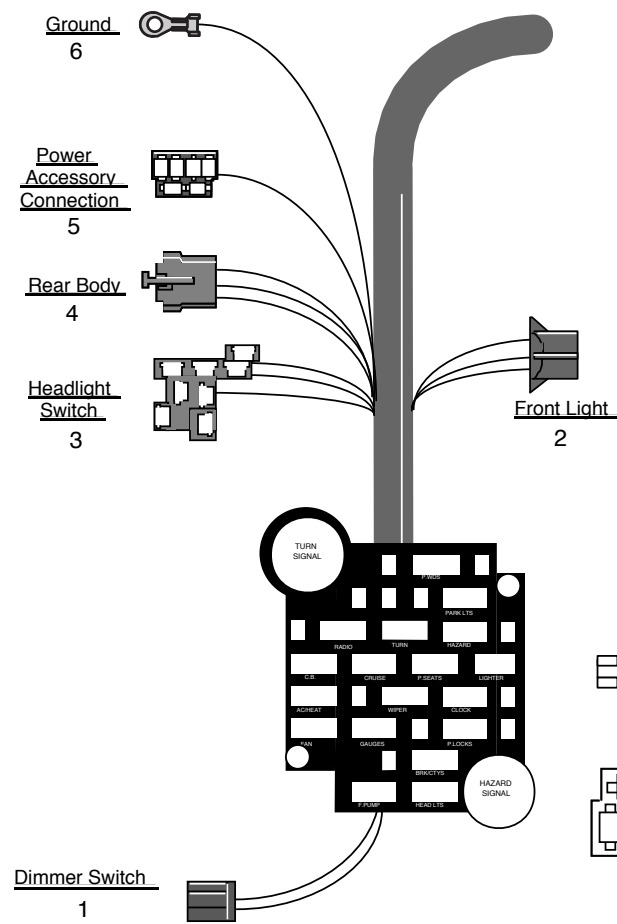 Ground
6
Power
Accessory
Connection
5
Rear Body
4
Headlight
Switch
3
Front Light
2
TURN
SIGNAL
P.WDS
PARK LTS
RADIO
TURN
HAZARD
C.B.
CRUISE
P.SEATS
LIGHTER
AC/HEAT
WIPER
CLOCK
FAN
GAUGES
P.LOCKS
BRK/CTYS
HAZARD
SIGNAL
F.PUMP
HEAD LTS
Dimmer Switch
1